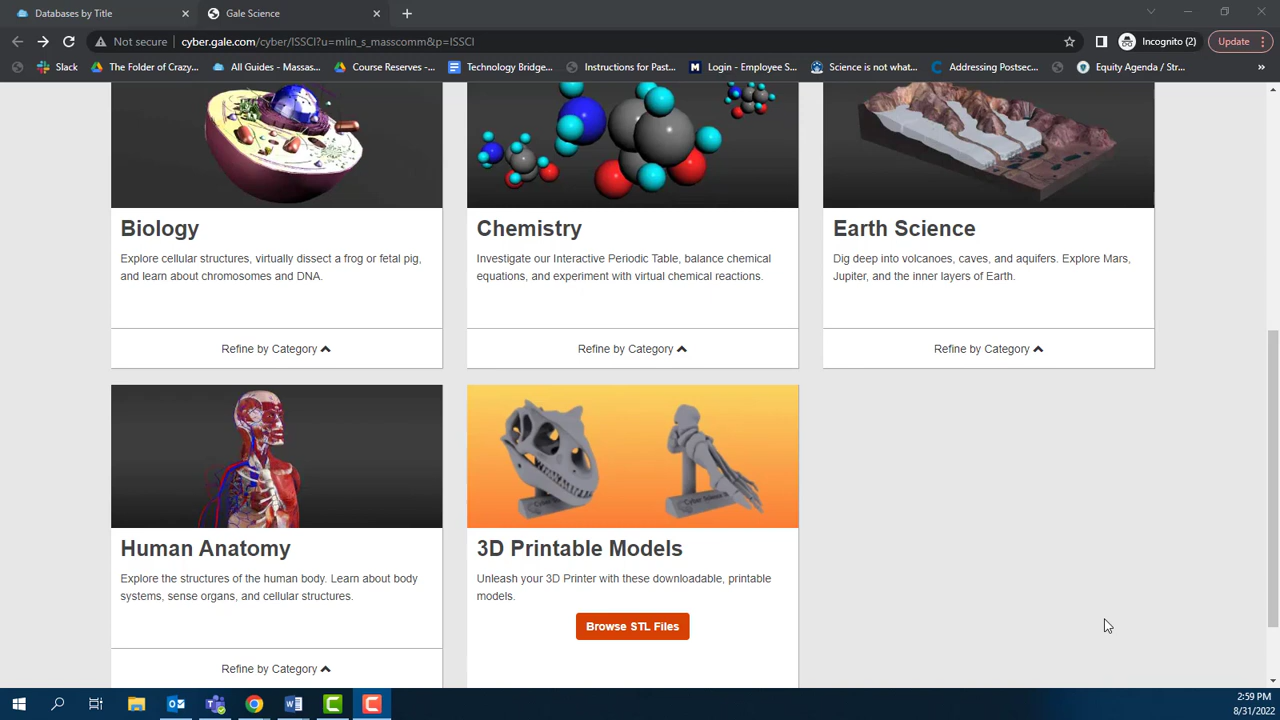 Databases by Title
Gale Science
Not secure
cyber.gale.com/cyber/ISSCI?u=mlin_s_masscomm&p=ISSCI
Incognito (2)
Update
Slack
The Folder of Crazy...
All Guides - Massas...
Course Reserves -...
Technology Bridge...
Instructions for Past...
Login - Employee S...
Science is not what...
Addressing Postsec...
Equity Agenda / Str...
»
Biology
Explore cellular structures, virtually dissect a frog or fetal pig,
and learn about chromosomes and DNA.
Refine by Category
Chemistry
Investigate our Interactive Periodic Table, balance chemical
equations, and experiment with virtual chemical reactions.
Refine by Category
Earth Science
Dig deep into volcanoes, caves, and aquifers. Explore Mars,
Jupiter, and the inner layers of Earth.
Refine by Category
Human Anatomy
Explore the structures of the human body. Learn about body
systems, sense organs, and cellular structures.
Refine by Category
3D Printable Models
Unleash your 3D Printer with these downloadable, printable
models.
Browse STL Files
2:59 PM
8/31/2022